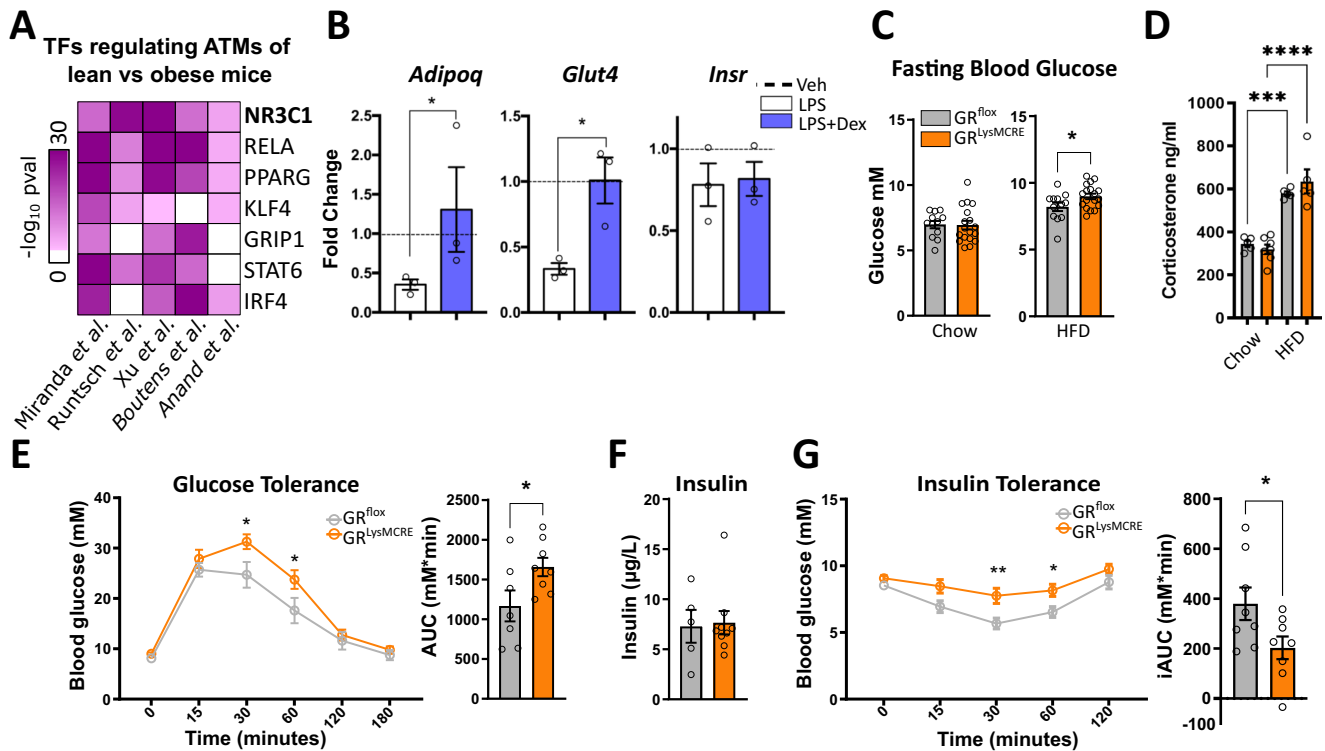 A
TFs regulating ATMs of
lean vs obese mice
30
-log10 pval
0
NR3C1
RELA
PPARG
KLF4
GRIP1
STAT6
IRF4
Miranda et al.
Runtsch et al.
Xu et al.
Boutens et al.
Anand et al.
B
Adipoq
Glut4
Insr
Veh
LPS
LPS+Dex
Fold Change
2.5
2.0
1.5
1.0
0.5
0.0
*
1.5
1.0
0.5
0.0
*
1.0
0.5
0.0
C
Fasting Blood Glucose
GRflox
GRLysMCRE
Glucose mM
15
10
5
0
Chow
15
10
5
0
*
HFD
D
****
***
Corticosterone ng/ml
1000
800
600
400
200
0
Chow
HFD
E
Glucose Tolerance
GRflox
GRLysMCRE
Blood glucose (mM)
40
30
20
10
0
*
*
0
15
30
60
120
180
Time (minutes)
AUC (mM*min)
2500
2000
1500
1000
500
0
*
F
Insulin
Insulin (µg/L)
20
15
10
5
0
G
Insulin Tolerance
GRflox
GRLysMCRE
Blood glucose (mM)
15
10
5
0
**
*
0
15
30
60
120
Time (minutes)
iAUC (mM*min)
800
600
400
200
0
-100
*